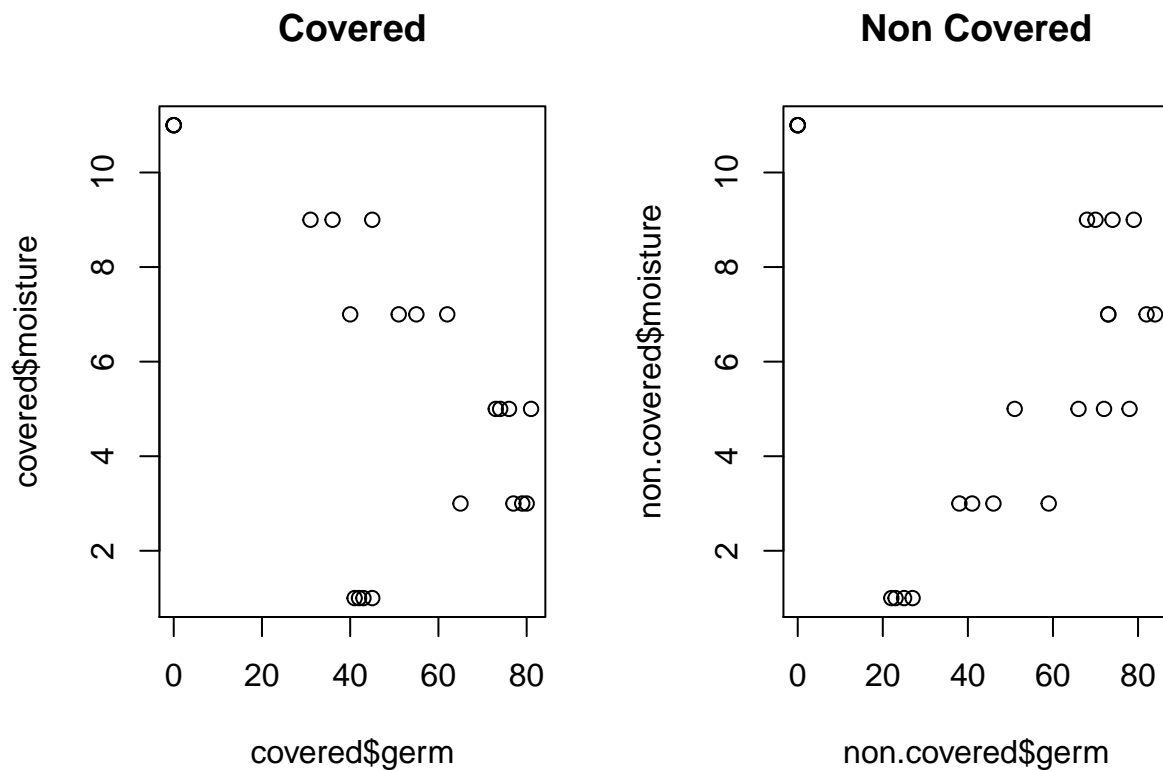 Covered
covered$moisture
10
8
6
4
2
0 20 40 60 80
covered$germ
Non Covered
non.covered$moisture
10
8
6
4
2
0 20 40 60 80
non.covered$germ